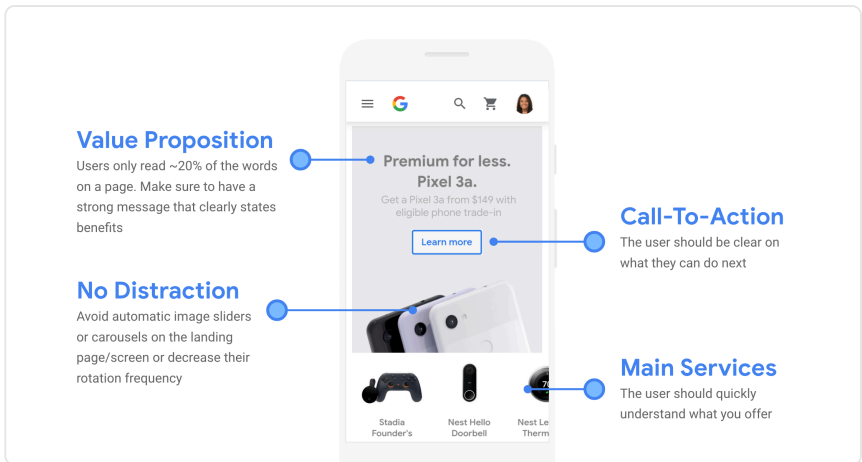 Value Proposition
Users only read ~20% of the words
on a page. Make sure to have a
strong message that clearly states
benefits
No Distraction
Avoid automatic image sliders
or carousels on the landing
page/screen or decrease their
rotation frequency
G
Premium for less.
Pixel 3a.
Get a Pixel 3a from $149 with
eligible phone trade-in
Learn more
70
Stadia
Founder's
Nest Hello
Doorbell
Nest Le
Therm
Call-To-Action
The user should be clear on
what they can do next
Main Services
The user should quickly
understand what you offer